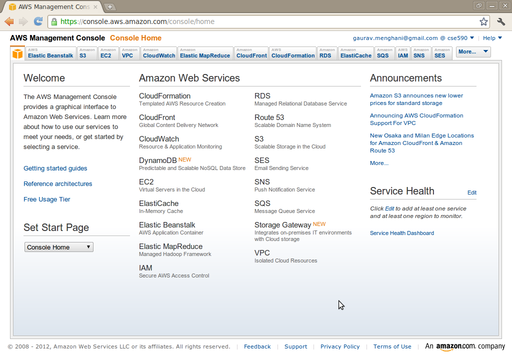 AWS Management Cons
https://console.aws.amazon.com/console/home
AWS Management Console Console Home
gaurav.menghani@gmail.com @ cse590 Help
AWS Elastic Beanstalk
Amazon S3
Amazon EC2
Amazon VPC
Amazon CloudWatch
Amazon Elastic MapReduce
Amazon CloudFront
AWS CloudFormation
Amazon RDS
Amazon ElastiCache
Amazon SQS
AWS IAM
Amazon SNS
Amazon SES
More...
Welcome
The AWS Management Console
provides a graphical interface to
Amazon Web Services. Learn
more about how to use our
services to
meet your needs, or get started by
selecting a service.
Getting started guides
Reference architectures
Free Usage Tier
Set Start Page
Console Home
Amazon Web Services
CloudFormation
Templated AWS Resource Creation
CloudFront
Global Content Delivery Network
CloudWatch
Resource & Application Monitoring
DynamoDB NEW
Predictable and Scalable NoSQL Data Store
EC2
Virtual Servers in the Cloud
ElastiCache
In-Memory Cache
Elastic Beanstalk
AWS Application Container
Elastic MapReduce
Managed Hadoop Framework
IAM
Secure AWS Access Control
RDS
Managed Relational Database Service
Route 53
Scalable Domain Name System
S3
Scalable Storage in the Cloud
SES
Email Sending Service
SNS
Push Notification Service
SQS
Message Queue Service
Storage Gateway NEW
Integrates on-premises IT environments
with Cloud storage
VPC
Isolated Cloud Resources
Announcements
Amazon S3 announces new lower
prices for standard storage
Announcing AWS CloudFormation
Support For VPC
New Osaka and Milan Edge Locations
for Amazon CloudFront & Amazon
Route 53
More...
Service Health Edit
Click Edit to add at least one service
and at least one region to monitor.
Service Health Dashboard
© 2008 - 2012, Amazon Web Services LLC or its affiliates. All rights reserved. Feedback Support Privacy Policy Terms of Use An amazon.com. company